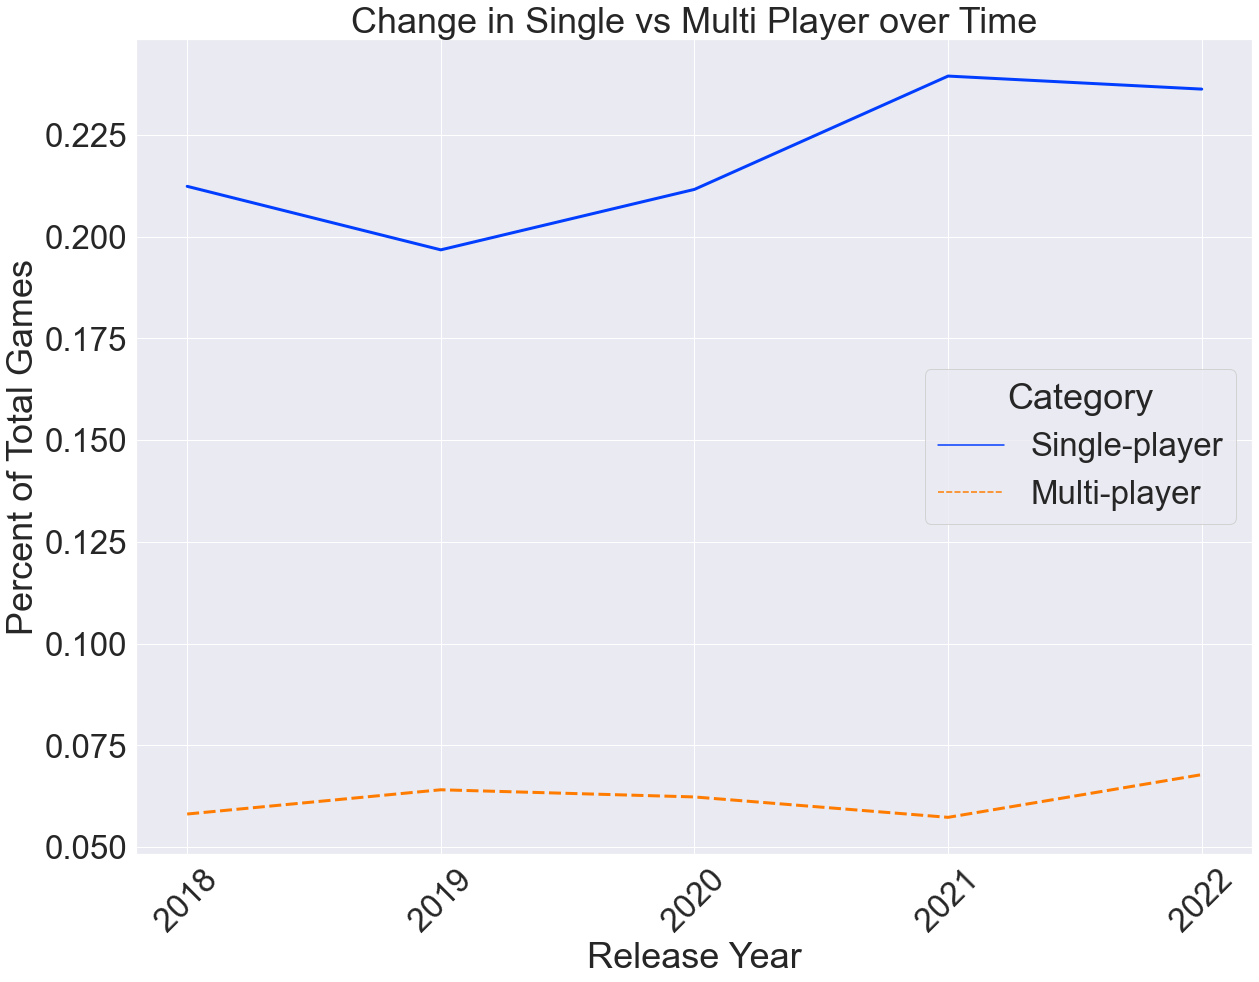 Change in Single vs Multi Player over Time
Percent of Total Games
0.225
0.200
0.175
0.150
0.125
0.100
0.075
0.050
Category
Single-player
Multi-player
2018
2019
2020
2021
2022
Release Year